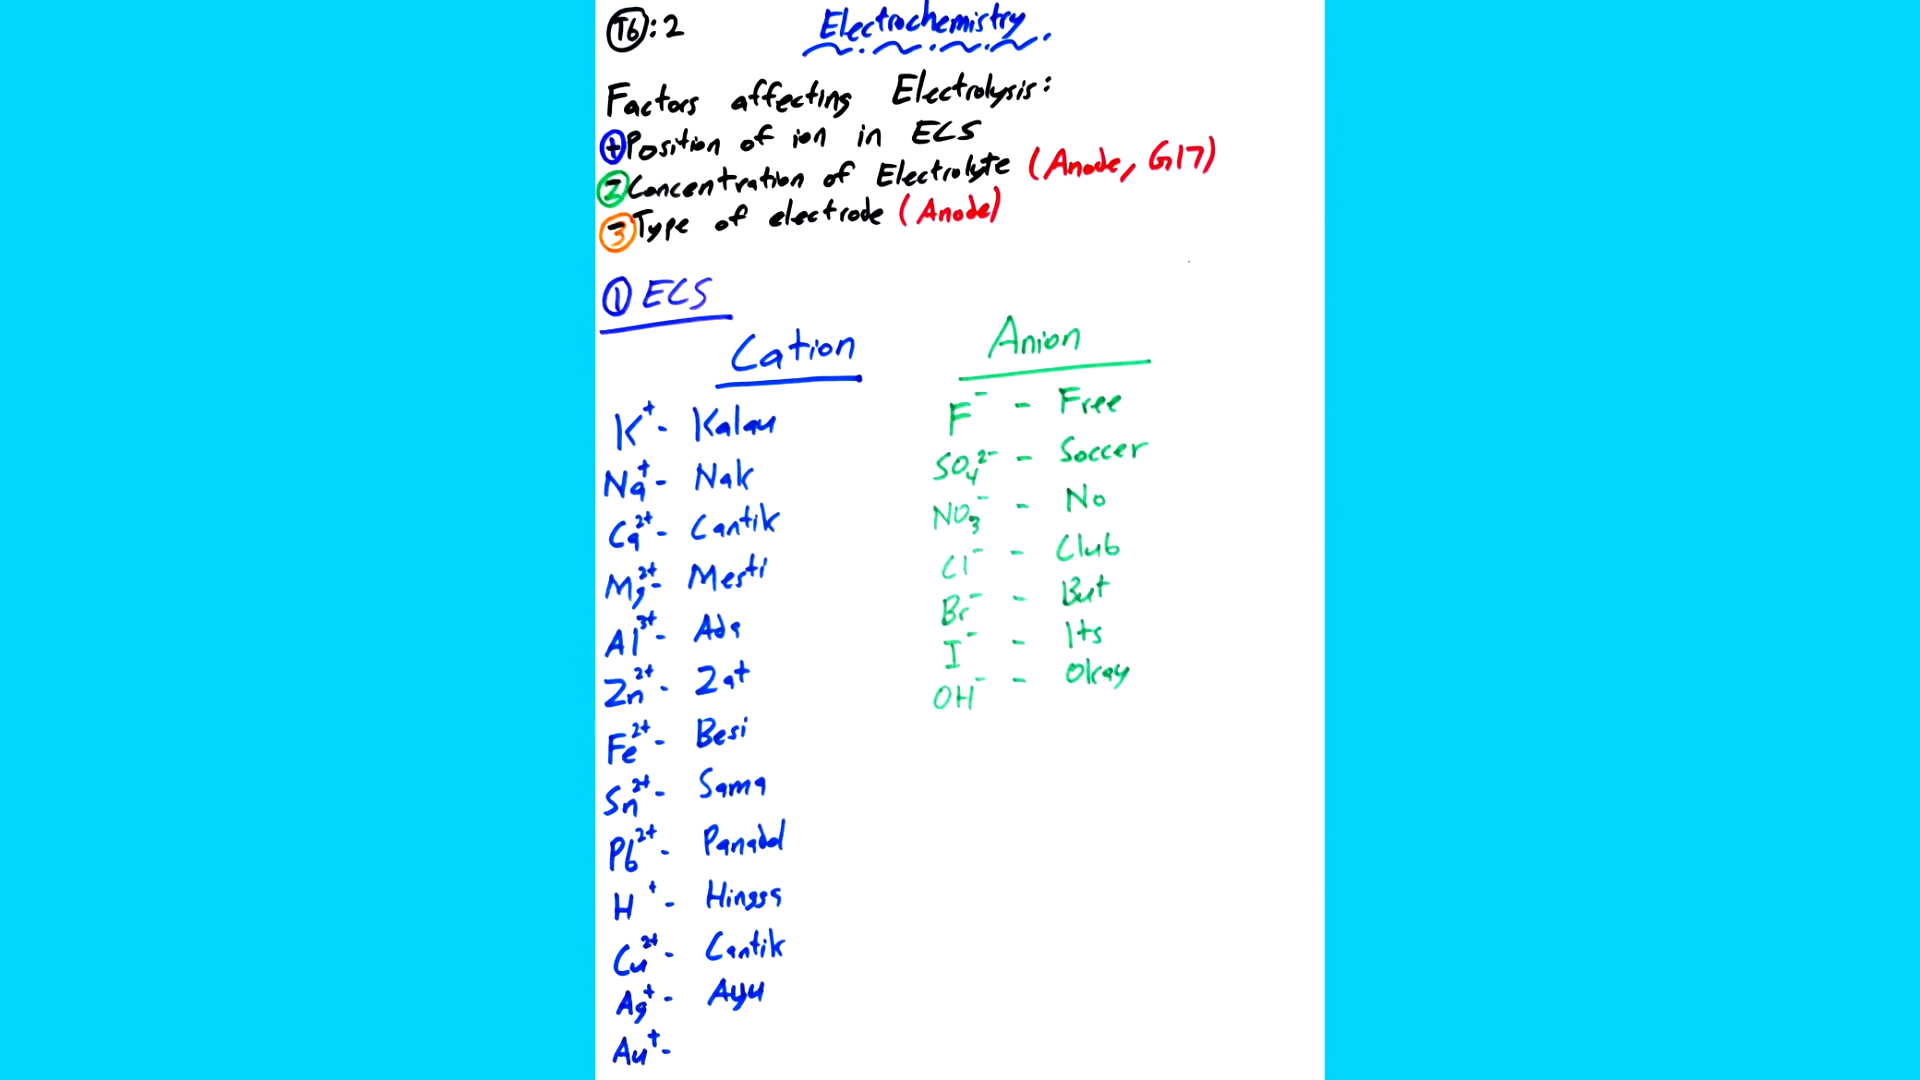 T6:2 Electrochemistry.
Factors affecting Electrolysis:
1 Position of ion in ECS
2 Concentration of Electrolyte (Anode, G17)
3 Type of electrode (Anode)
1 ECS
Cation
K⁺ - Kalau
Na⁺ - Nak
Ca²⁺ - Cantik
Mg²⁺ - Mesti
Al³⁺ - Ada
Zn²⁺ - Zat
Fe²⁺ - Besi
Sn²⁺ - Sama
Pb²⁺ - Panadol
H⁺ - Hingga
Cu²⁺ - Cantik
Ag⁺ - Ayu
Au⁺ -
Anion
F⁻ - Free
SO₄²⁻ - Soccer
NO₃⁻ - No
Cl⁻ - Club
Br⁻ - But
I⁻ - Its
OH⁻ - Okay